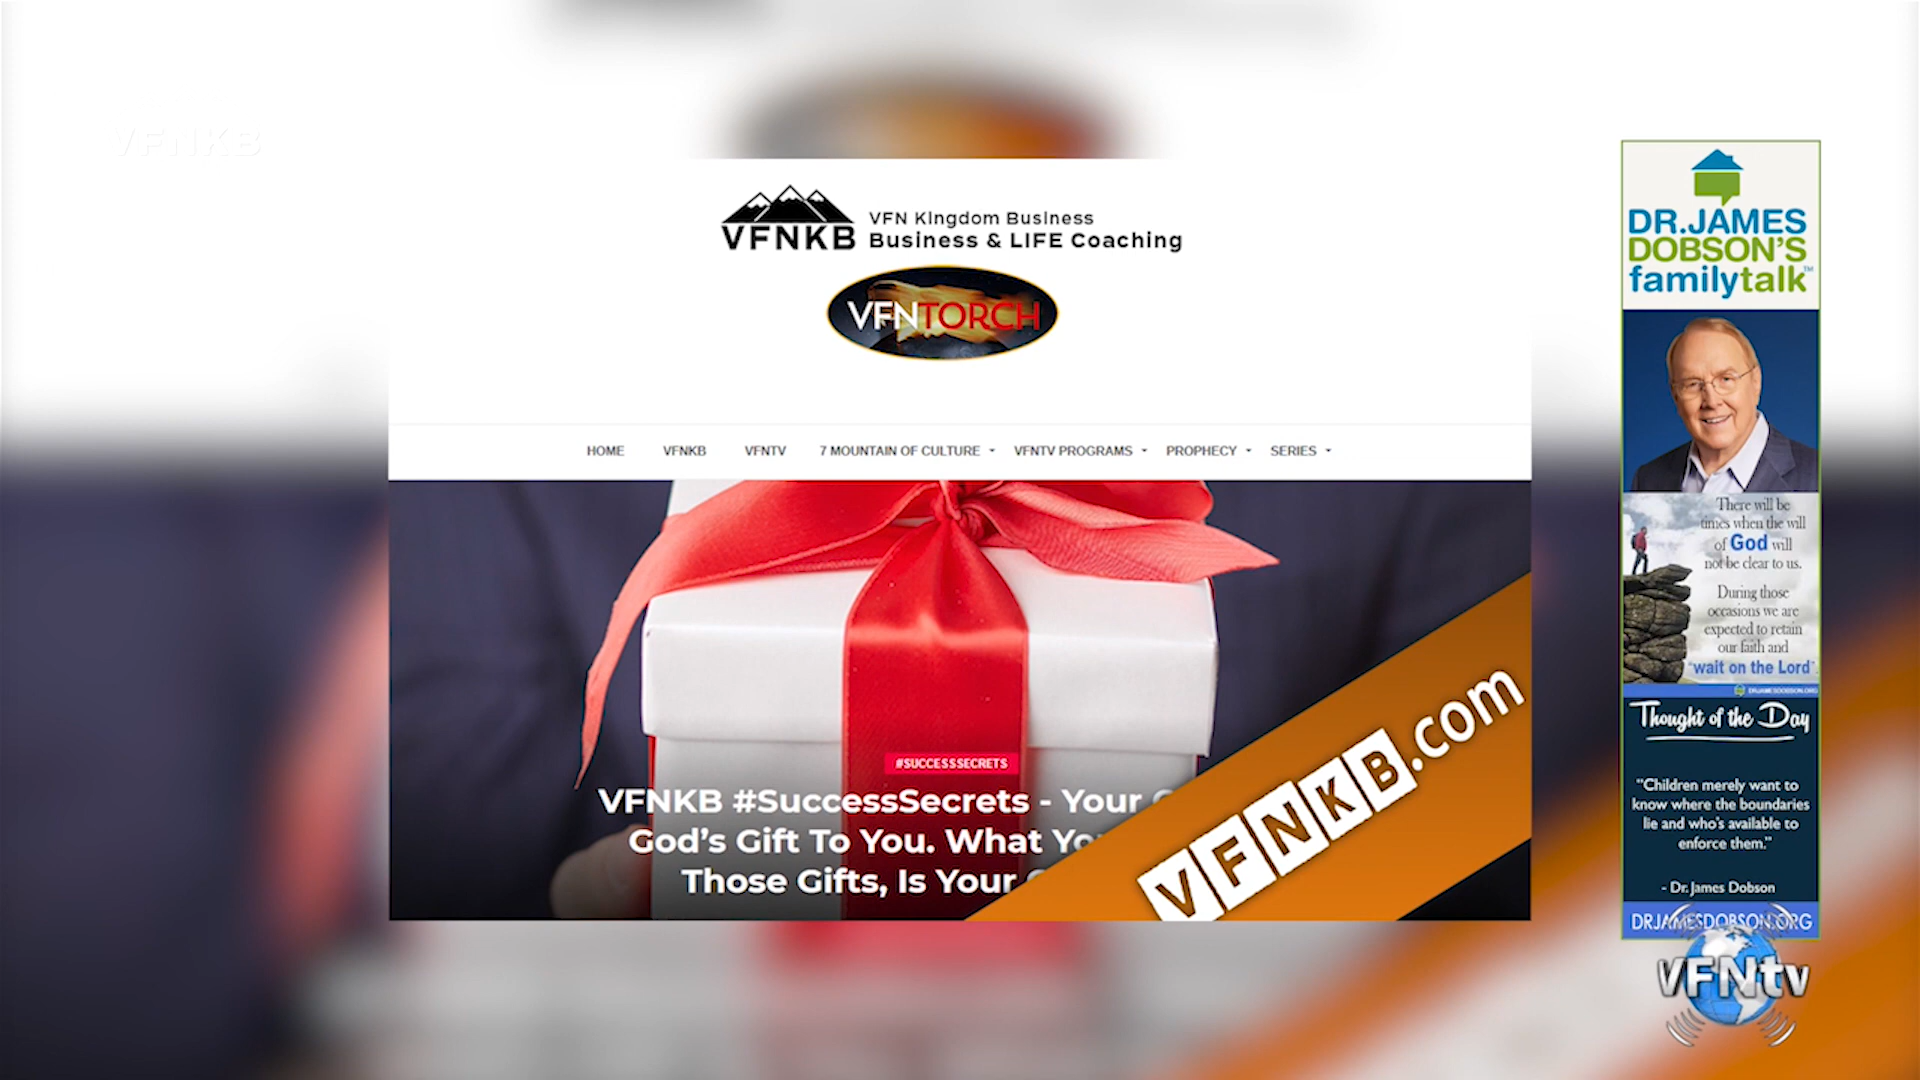 VFNKB
VFNKB
VFN Kingdom Business
Business & LIFE Coaching
VFNTORCH
HOME VFNKB VFNTV 7 MOUNTAIN OF CULTURE VFNTV PROGRAMS PROPHECY SERIES
#SUCCESSSECRETS
VFNKB #SuccessSecrets - Your
God's Gift To You. What
Those Gifts, Is Your
VFNKB.com
DR. JAMES
DOBSON'S
familytalk™
There will be
times when the will
of God will
not be clear to us.
During those
occasions we are
expected to retain
our faith and
"wait on the Lord"
DRJAMESDOBSON.ORG
Thought of the Day
"Children merely want to
know where the boundaries
lie and who's available to
enforce them."
- Dr. James Dobson
DRJAMESDOBSON.ORG
VFNtv